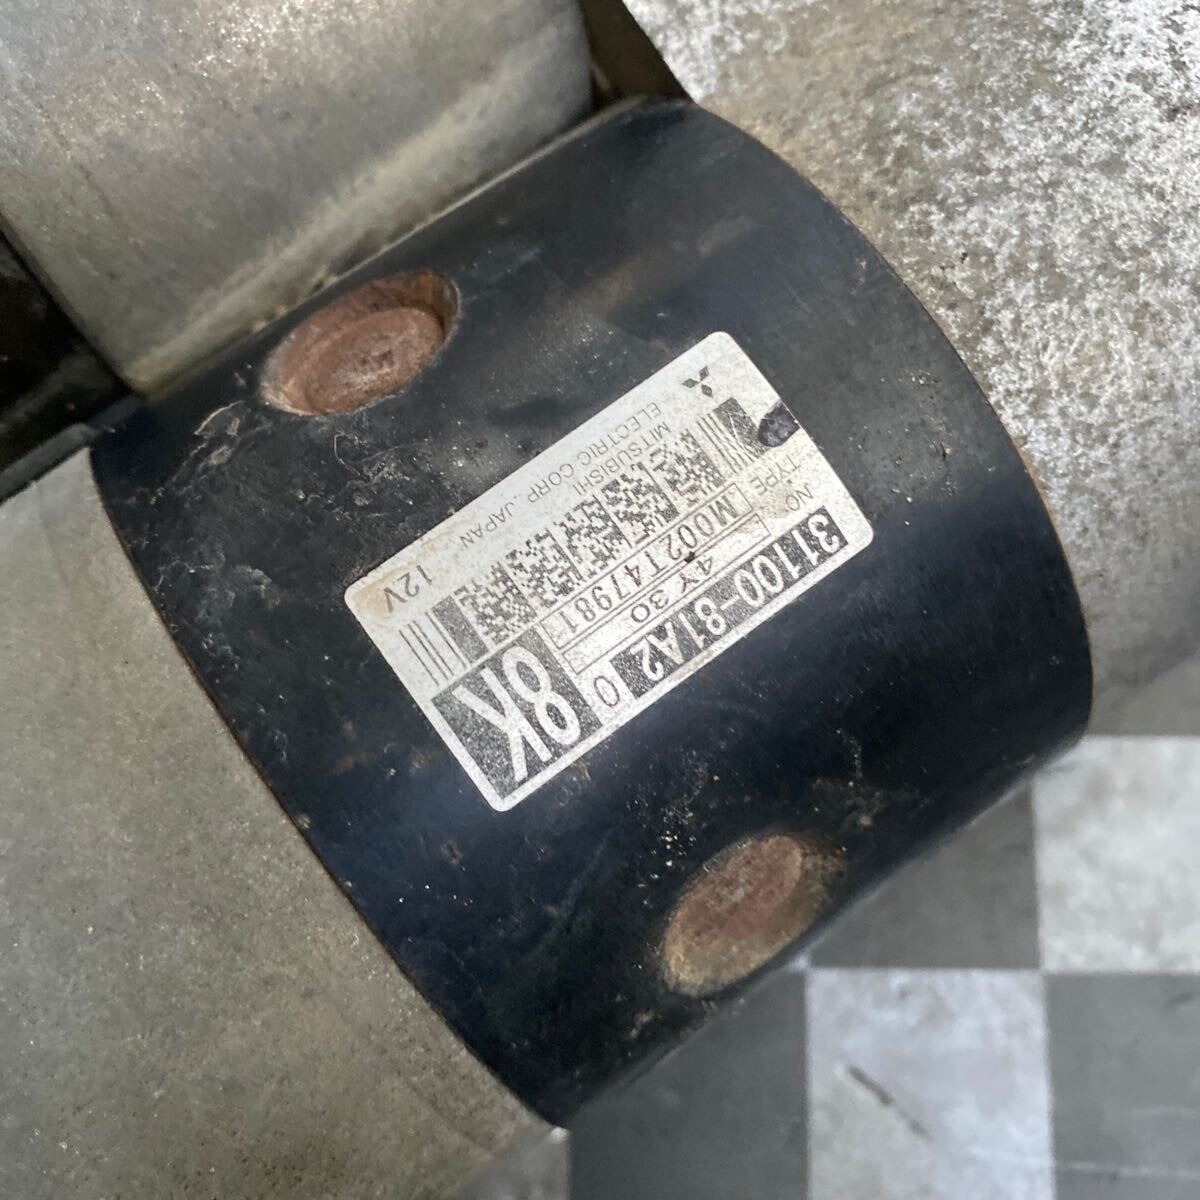 NO 31100-81A2 0
4Y 30
TYPE M002T47981
8K
MITSUBISHI
ELECTRIC CORP. JAPAN 12V